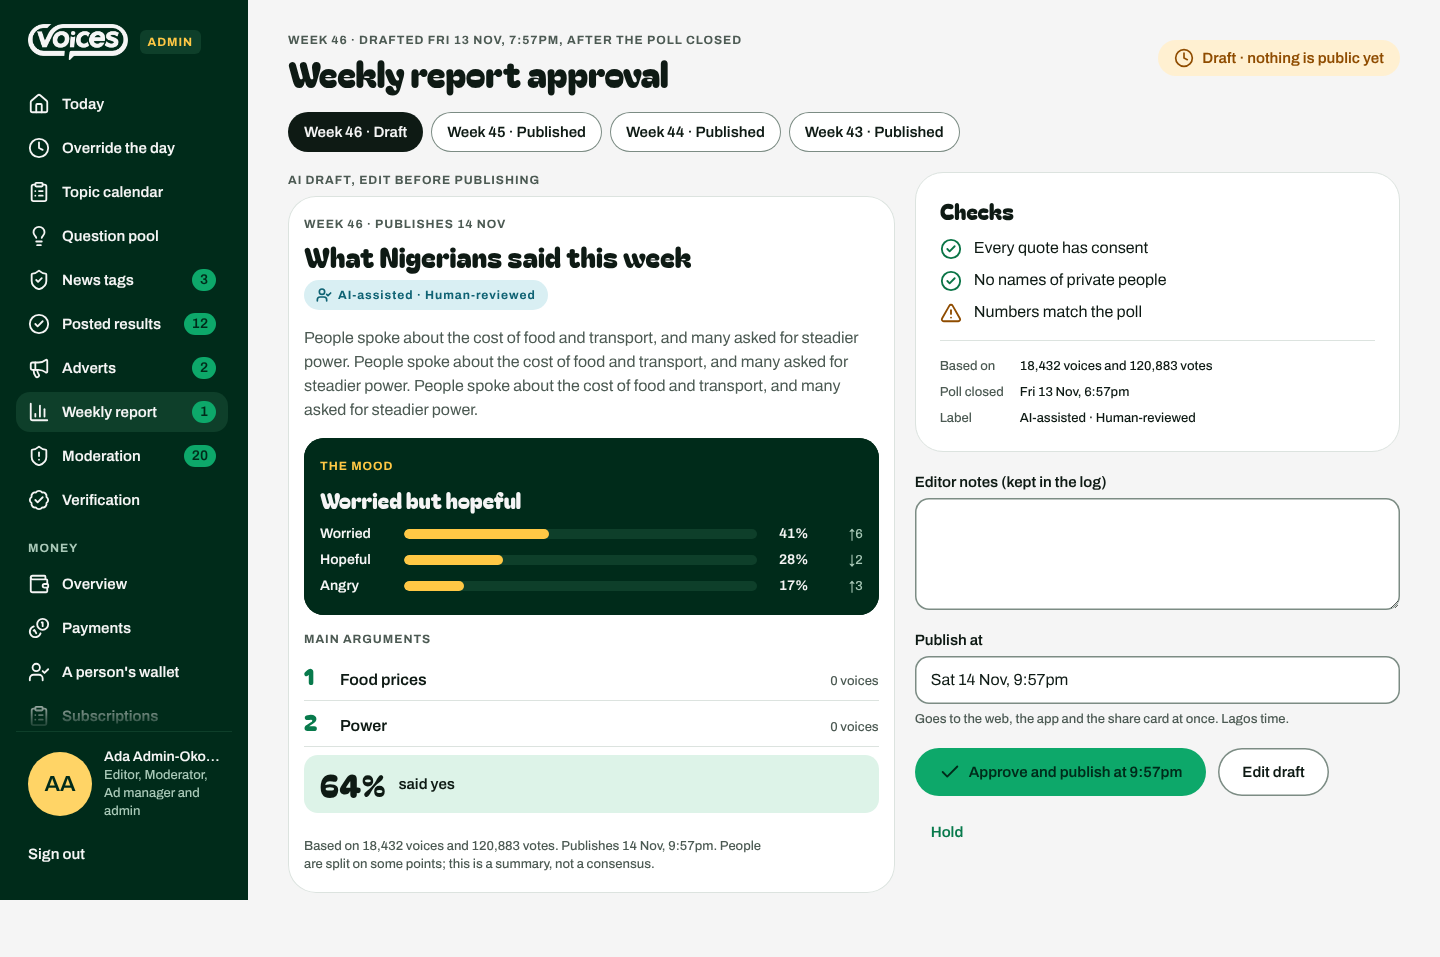 Voices
ADMIN
Today
Override the day
Topic calendar
Question pool
News tags 3
Posted results 12
Adverts 2
Weekly report 1
Moderation 20
Verification
MONEY
Overview
Payments
A person's wallet
Subscriptions
AA
Ada Admin-Oko...
Editor, Moderator,
Ad manager and
admin
Sign out
WEEK 46 · DRAFTED FRI 13 NOV, 7:57PM, AFTER THE POLL CLOSED
Weekly report approval
Draft · nothing is public yet
Week 46 · Draft
Week 45 · Published
Week 44 · Published
Week 43 · Published
AI DRAFT, EDIT BEFORE PUBLISHING
WEEK 46 · PUBLISHES 14 NOV
What Nigerians said this week
AI-assisted · Human-reviewed
People spoke about the cost of food and transport, and many asked for steadier
power. People spoke about the cost of food and transport, and many asked for
steadier power. People spoke about the cost of food and transport, and many
asked for steadier power.
THE MOOD
Worried but hopeful
Worried 41% ↑6
Hopeful 28% ↓2
Angry 17% ↑3
MAIN ARGUMENTS
1 Food prices 0 voices
2 Power 0 voices
64% said yes
Based on 18,432 voices and 120,883 votes. Publishes 14 Nov, 9:57pm. People
are split on some points; this is a summary, not a consensus.
Checks
Every quote has consent
No names of private people
Numbers match the poll
Based on 18,432 voices and 120,883 votes
Poll closed Fri 13 Nov, 6:57pm
Label AI-assisted · Human-reviewed
Editor notes (kept in the log)
Publish at
Sat 14 Nov, 9:57pm
Goes to the web, the app and the share card at once. Lagos time.
Approve and publish at 9:57pm
Edit draft
Hold